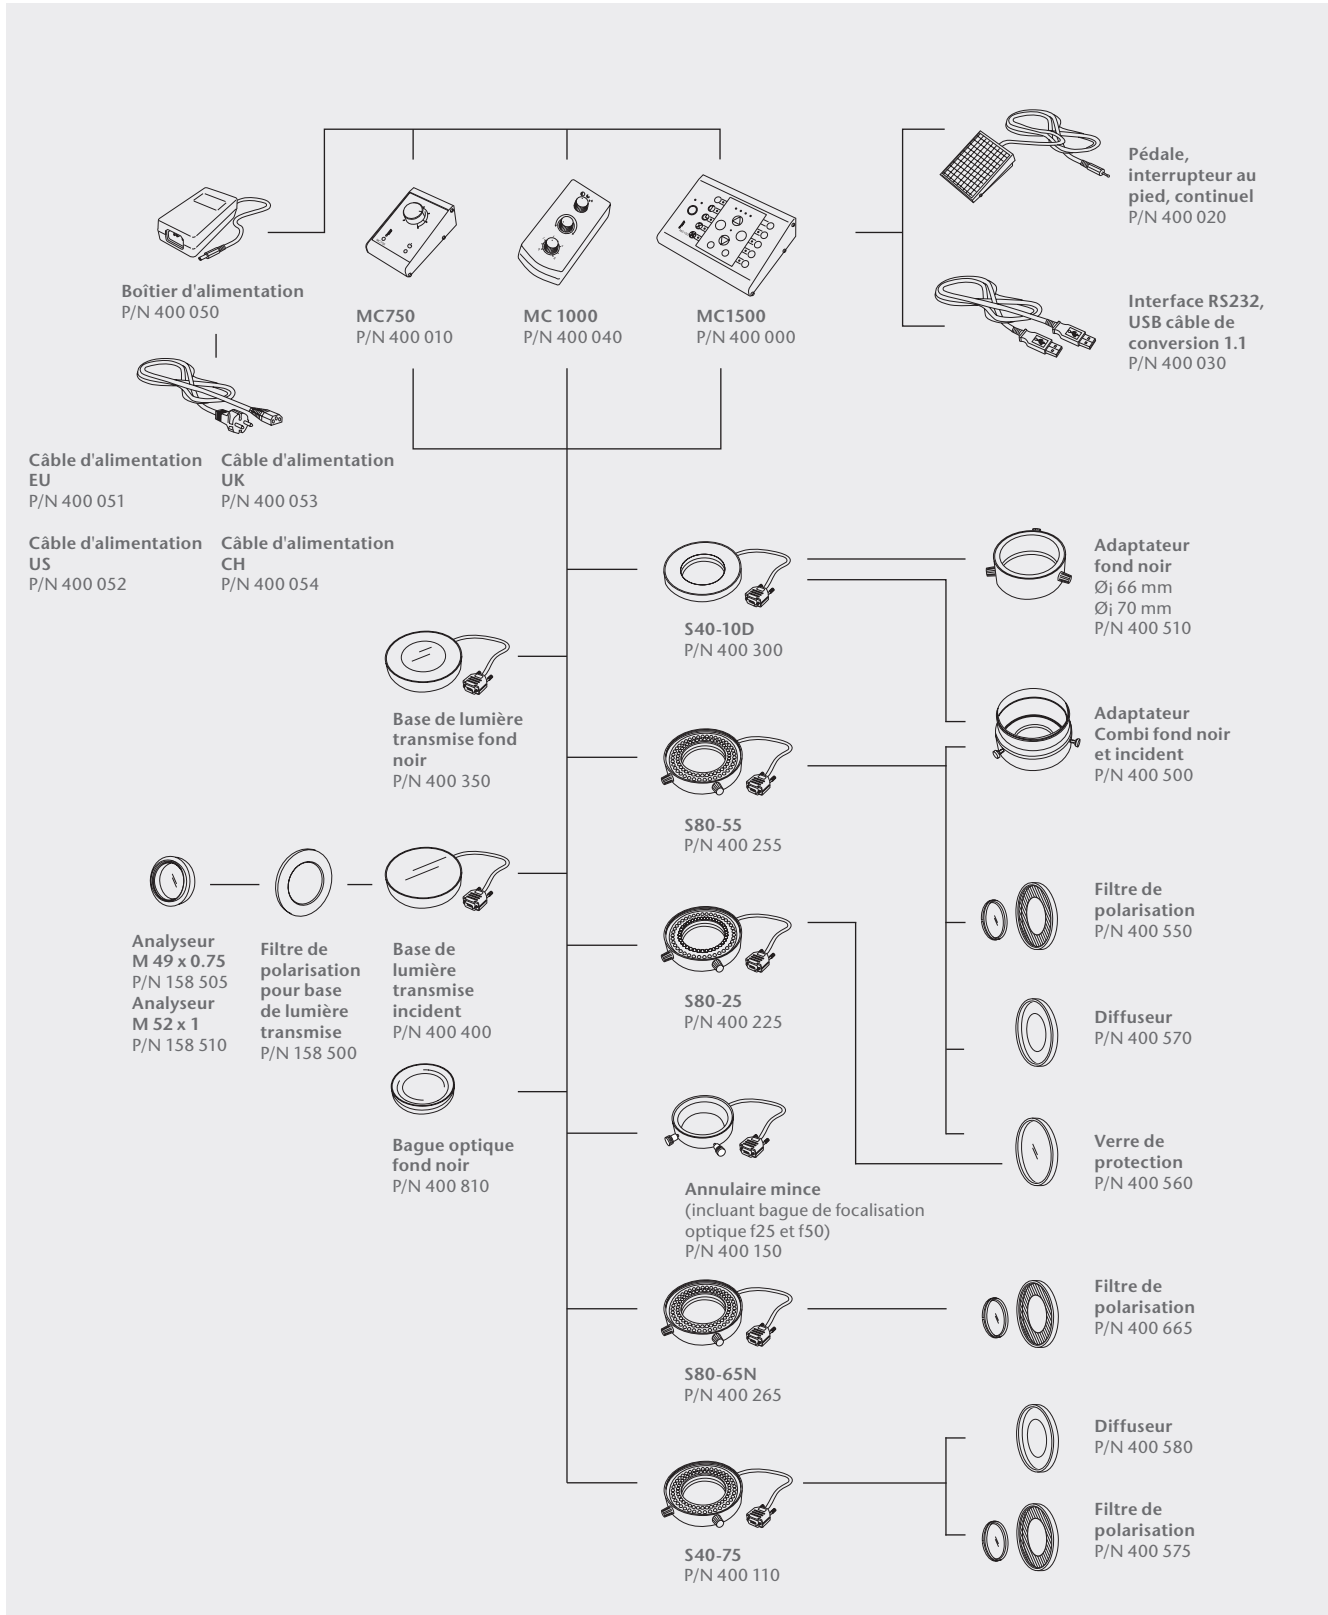 Pédale,
interrupteur au
pied, continuel
P/N 400 020
Boîtier d'alimentation
P/N 400 050
MC750
P/N 400 010
MC 1000
P/N 400 040
MC1500
P/N 400 000
Interface RS232,
USB câble de
conversion 1.1
P/N 400 030
Câble d'alimentation
EU
P/N 400 051
Câble d'alimentation
UK
P/N 400 053
Câble d'alimentation
US
P/N 400 052
Câble d'alimentation
CH
P/N 400 054
S40-10D
P/N 400 300
Adaptateur
fond noir
Øi 66 mm
Øi 70 mm
P/N 400 510
Base de lumière
transmise fond
noir
P/N 400 350
Adaptateur
Combi fond noir
et incident
P/N 400 500
S80-55
P/N 400 255
Filtre de
polarisation
P/N 400 550
Analyseur
M 49 x 0.75
P/N 158 505
Analyseur
M 52 x 1
P/N 158 510
Filtre de
polarisation
pour base
de lumière
transmise
P/N 158 500
Base de
lumière
transmise
incident
P/N 400 400
S80-25
P/N 400 225
Diffuseur
P/N 400 570
Bague optique
fond noir
P/N 400 810
Verre de
protection
P/N 400 560
Annulaire mince
(incluant bague de focalisation
optique f25 et f50)
P/N 400 150
Filtre de
polarisation
P/N 400 665
S80-65N
P/N 400 265
Diffuseur
P/N 400 580
S40-75
P/N 400 110
Filtre de
polarisation
P/N 400 575